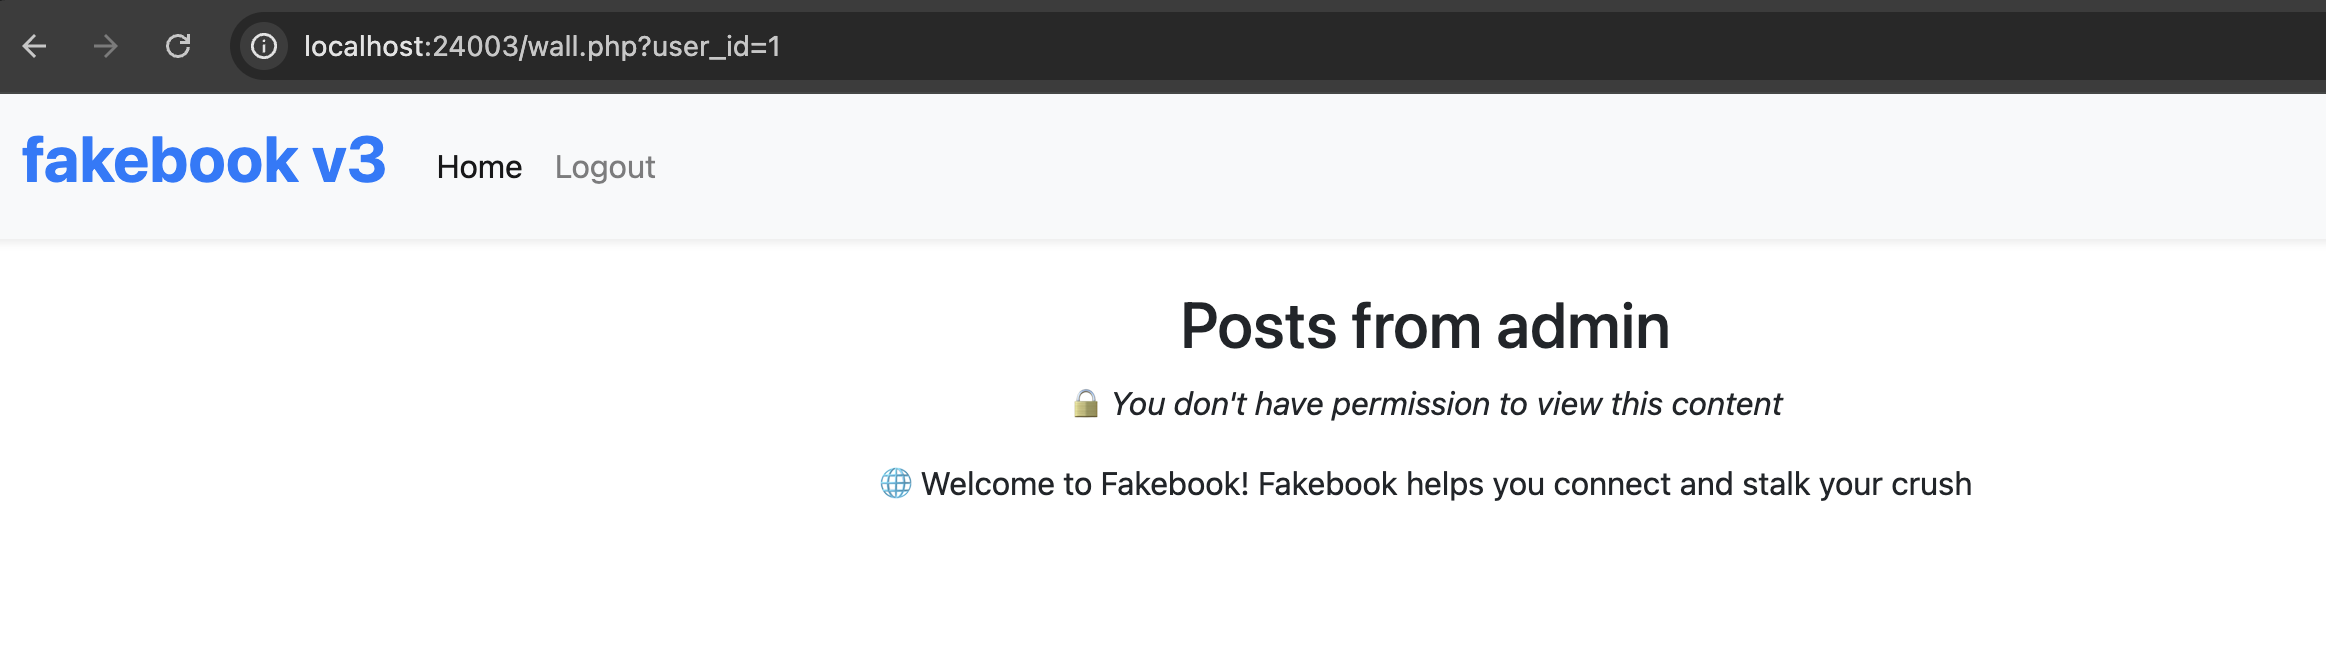 localhost:24003/wall.php?user_id=1
fakebook v3 Home Logout
Posts from admin
🔒 You don't have permission to view this content
🌐 Welcome to Fakebook! Fakebook helps you connect and stalk your crush